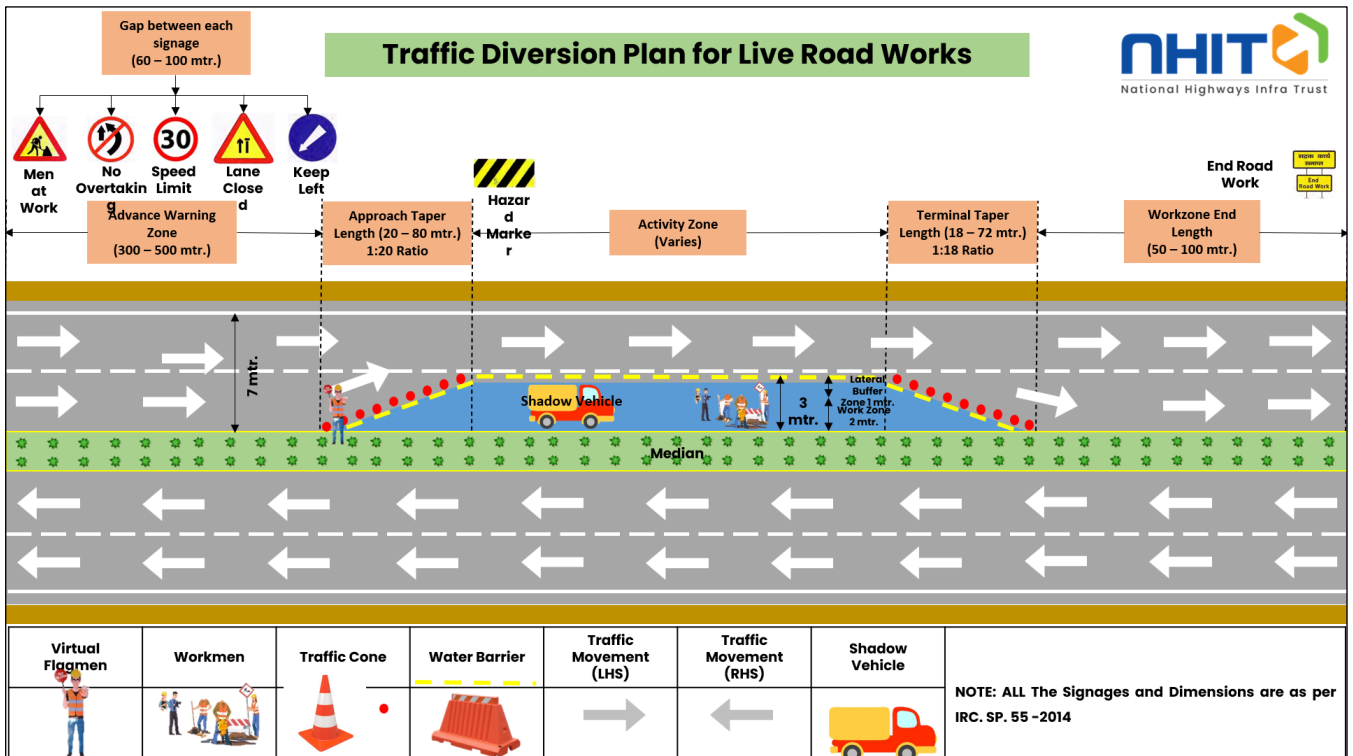 Gap between each
signage
(60 – 100 mtr.)
Traffic Diversion Plan for Live Road Works
NHIT
National Highways Infra Trust
30
Men
at
Work
No
Overtakin
g
Speed
Limit
Lane
Close
d
Keep
Left
Hazar
d
Marke
r
End Road
Work
सड़क कार्य
समाप्त
End
Road Work
Advance Warning
Zone
(300 – 500 mtr.)
Approach Taper
Length (20 – 80 mtr.)
1:20 Ratio
Activity Zone
(Varies)
Terminal Taper
Length (18 – 72 mtr.)
1:18 Ratio
Workzone End
Length
(50 – 100 mtr.)
7 mtr.
Shadow Vehicle
3
mtr.
Lateral
Buffer
Zone 1 mtr.
Work Zone
2 mtr.
Median
Virtual
Flagmen
Workmen
Traffic Cone
Water Barrier
Traffic
Movement
(LHS)
Traffic
Movement
(RHS)
Shadow
Vehicle
NOTE: ALL The Signages and Dimensions are as per
IRC. SP. 55 -2014